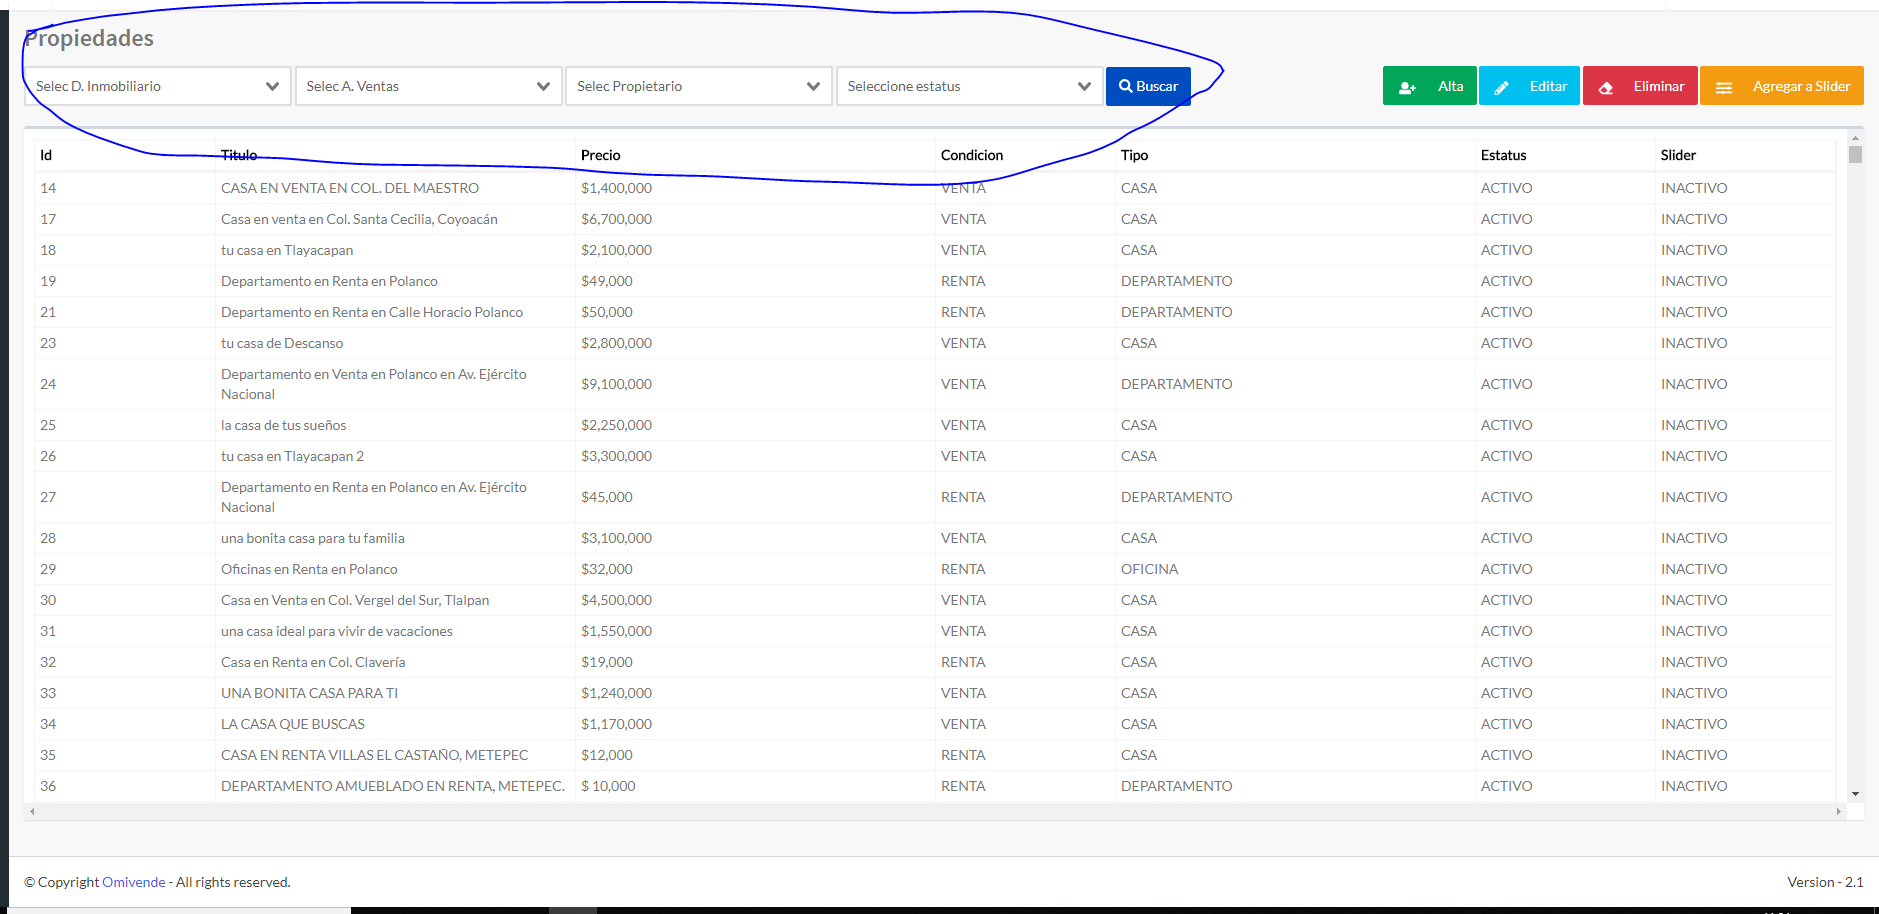 Propiedades
Selec D. Inmobiliario Selec A. Ventas Selec Propietario Seleccione estatus Buscar Alta Editar Eliminar Agregar a Slider
Id Titulo Precio Condicion Tipo Estatus Slider
14 CASA EN VENTA EN COL. DEL MAESTRO $1,400,000 VENTA CASA ACTIVO INACTIVO
17 Casa en venta en Col. Santa Cecilia, Coyoacán $6,700,000 VENTA CASA ACTIVO INACTIVO
18 tu casa en Tlayacapan $2,100,000 VENTA CASA ACTIVO INACTIVO
19 Departamento en Renta en Polanco $49,000 RENTA DEPARTAMENTO ACTIVO INACTIVO
21 Departamento en Renta en Calle Horacio Polanco $50,000 RENTA DEPARTAMENTO ACTIVO INACTIVO
23 tu casa de Descanso $2,800,000 VENTA CASA ACTIVO INACTIVO
Departamento en Venta en Polanco en Av. Ejército
24 Nacional $9,100,000 VENTA DEPARTAMENTO ACTIVO INACTIVO
25 la casa de tus sueños $2,250,000 VENTA CASA ACTIVO INACTIVO
26 tu casa en Tlayacapan 2 $3,300,000 VENTA CASA ACTIVO INACTIVO
Departamento en Renta en Polanco en Av. Ejército
27 Nacional $45,000 RENTA DEPARTAMENTO ACTIVO INACTIVO
28 una bonita casa para tu familia $3,100,000 VENTA CASA ACTIVO INACTIVO
29 Oficinas en Renta en Polanco $32,000 RENTA OFICINA ACTIVO INACTIVO
30 Casa en Venta en Col. Vergel del Sur, Tlalpan $4,500,000 VENTA CASA ACTIVO INACTIVO
31 una casa ideal para vivir de vacaciones $1,550,000 VENTA CASA ACTIVO INACTIVO
32 Casa en Renta en Col. Clavería $19,000 RENTA CASA ACTIVO INACTIVO
33 UNA BONITA CASA PARA TI $1,240,000 VENTA CASA ACTIVO INACTIVO
34 LA CASA QUE BUSCAS $1,170,000 VENTA CASA ACTIVO INACTIVO
35 CASA EN RENTA VILLAS EL CASTAÑO, METEPEC $12,000 RENTA CASA ACTIVO INACTIVO
36 DEPARTAMENTO AMUEBLADO EN RENTA, METEPEC. $ 10,000 RENTA DEPARTAMENTO ACTIVO INACTIVO
© Copyright Omivende - All rights reserved. Version - 2.1